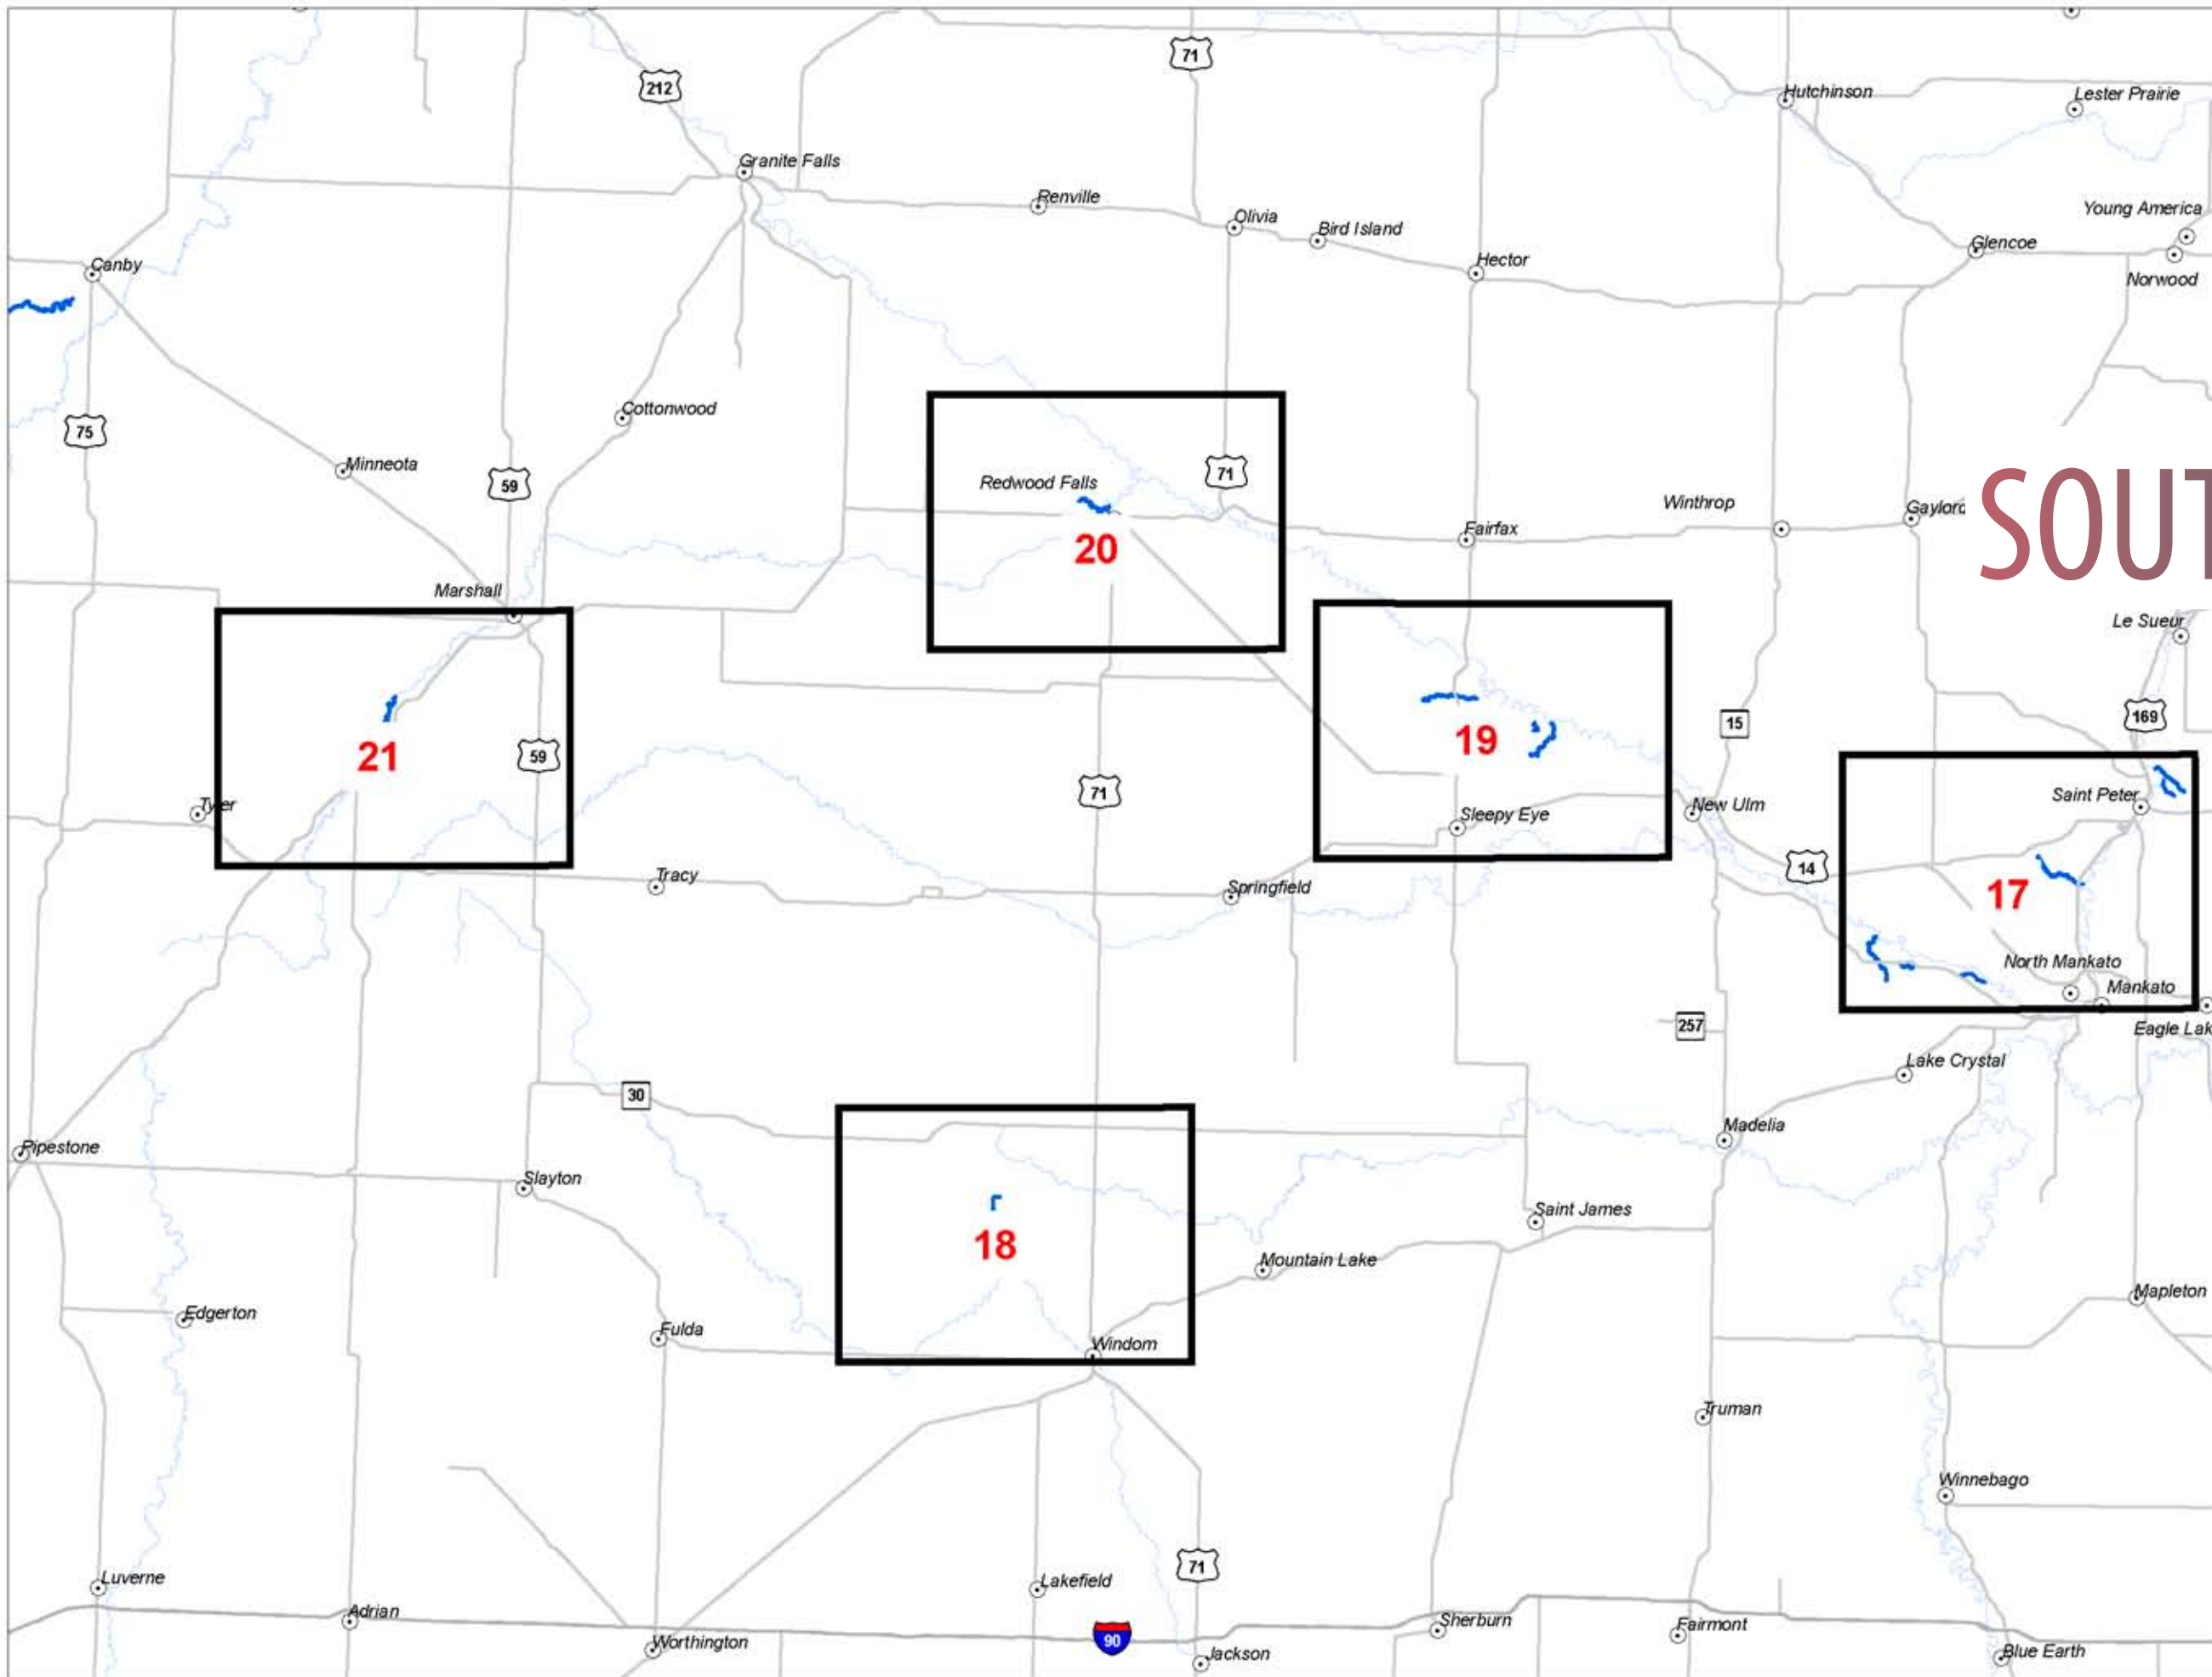 71
212
Hutchinson
Lester Prairie
Granite Falls
Renville
Young America
Olivia
Bird Island
Glencoe
Hector
Canby
Norwood
Cottonwood
75
Minneota
59
71
Redwood Falls
Winthrop
Gaylord
SOUT
Fairfax
20
Marshall
Le Sueur
169
15
19
21
59
71
Saint Peter
Tyler
New Ulm
Sleepy Eye
14
Tracy
Springfield
17
North Mankato
Mankato
257
Eagle Lak
Lake Crystal
30
Madelia
Pipestone
Slayton
Saint James
18
Mountain Lake
Mapleton
Edgerton
Fulda
Windom
Truman
Winnebago
71
Luverne
Lakefield
Adrian
Sherburn
Fairmont
90
Worthington
Jackson
Blue Earth